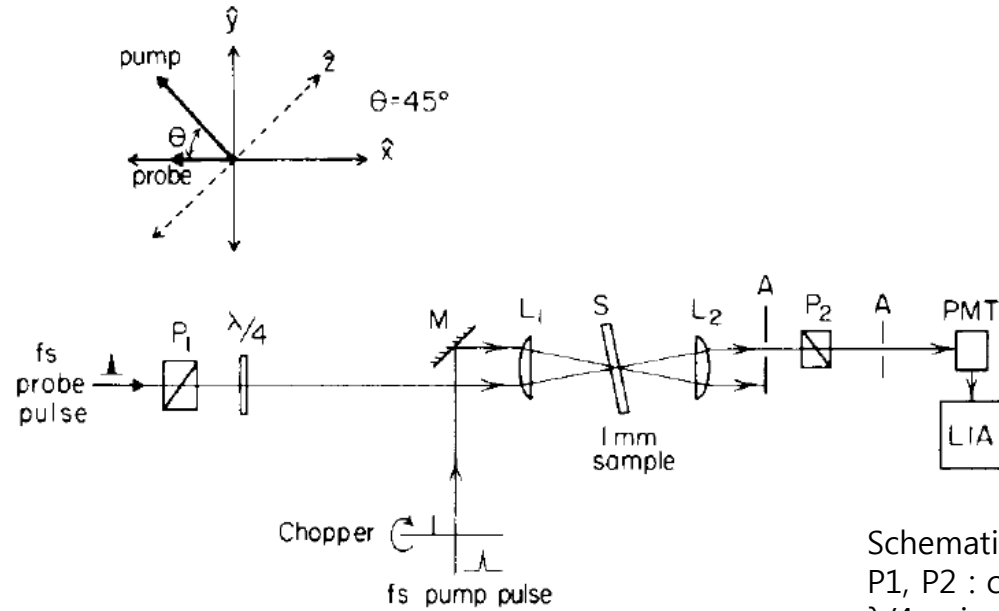 ŷ
pump
ẑ
θ=45°
θ
x̂
probe
A
L₁ S L₂ P₂ A PMT
M
λ/4
P₁
fs
probe
pulse
LIA
1mm
sample
Chopper
fs pump pulse
Schemati
P1, P2 : c